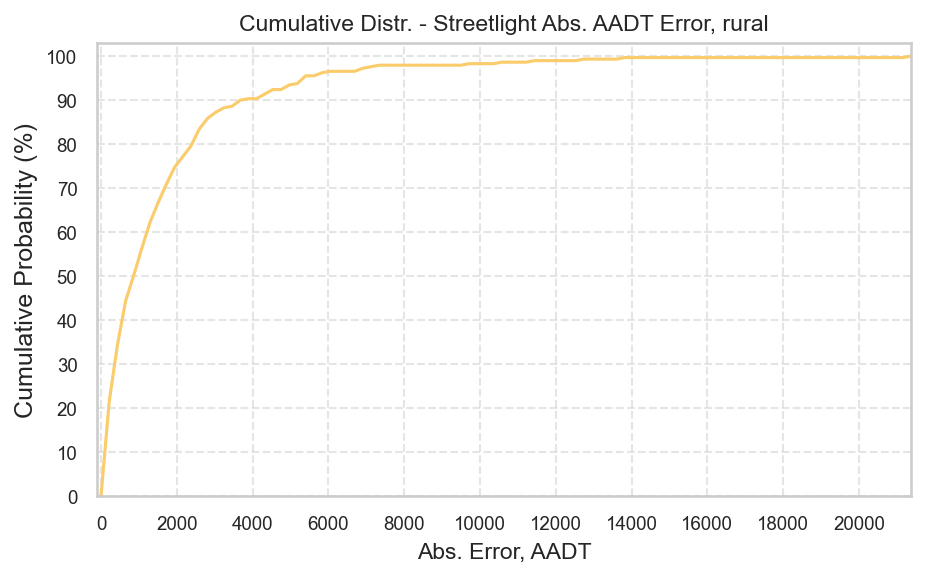 Cumulative Distr. - Streetlight Abs. AADT Error, rural
Cumulative Probability (%)
100
90
80
70
60
50
40
30
20
10
0
0 2000 4000 6000 8000 10000 12000 14000 16000 18000 20000
Abs. Error, AADT